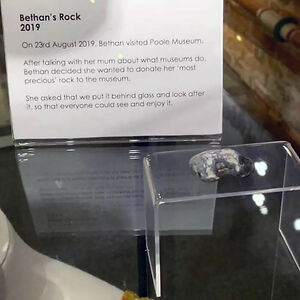 Bethan's Rock
2019
On 23rd August 2019, Bethan visited Poole Museum.
After talking with her mum about what museums do,
Bethan decided she wanted to donate her 'most
precious' rock to the museum.
She asked that we put it behind glass and look after
it, so that everyone could see and enjoy it.